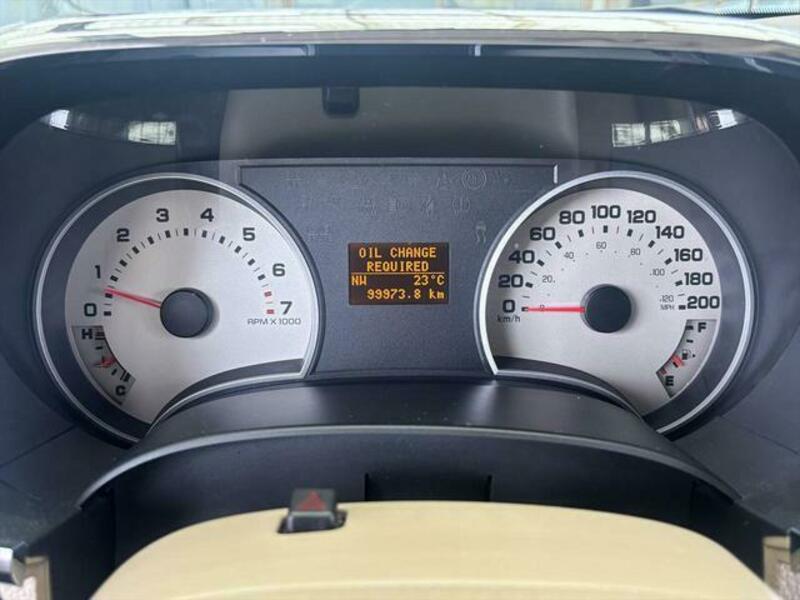 0 1 2 3 4 5 6 7
RPM X 1000
H
C
OIL CHANGE
REQUIRED
NW 23°C
99973.8 km
0 20 40 60 80 100 120 140 160 180 200
km/h
0 20 40 60 80 100 120
MPH
F
E